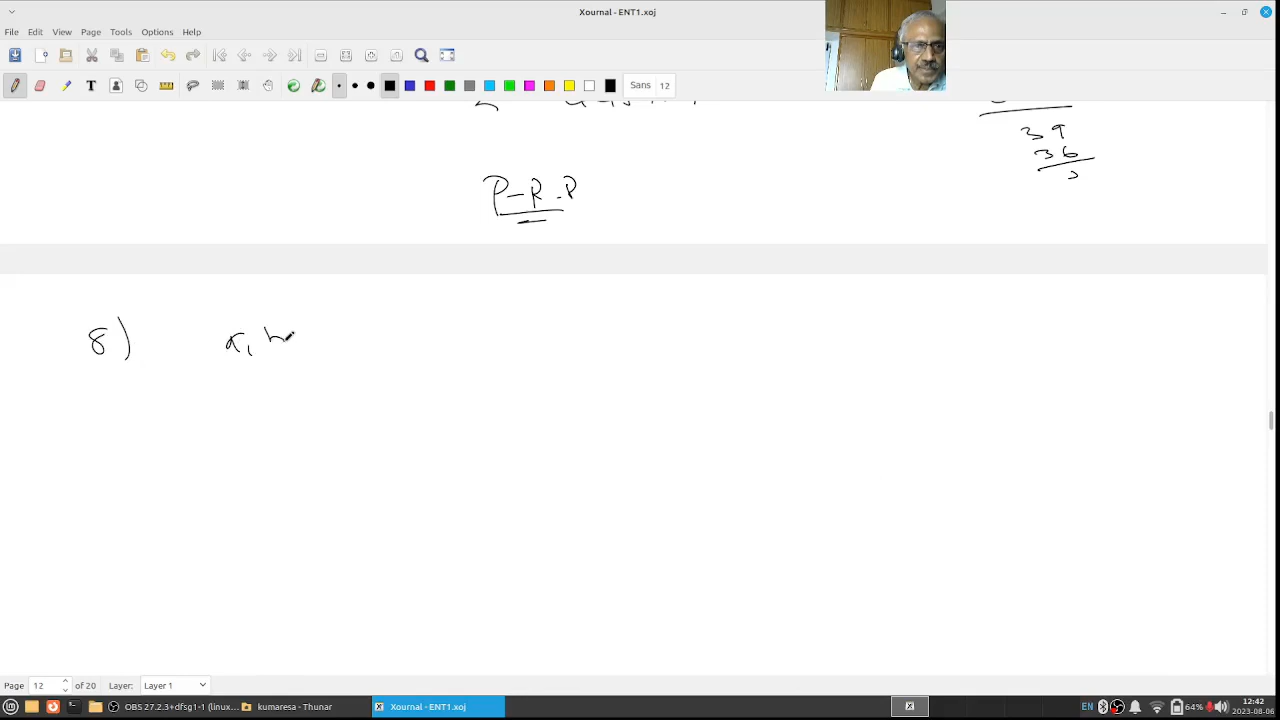 Xournal - ENT1.xoj
File Edit View Page Tools Options Help
T Sans 12
39
36
3
P-R.P
8) a, b
Page 12 of 20 Layer: Layer 1
OBS 27.2.3+dfsg1-1 (linux... kumaresa - Thunar Xournal - ENT1.xoj EN 64% 12:42
2023-08-06